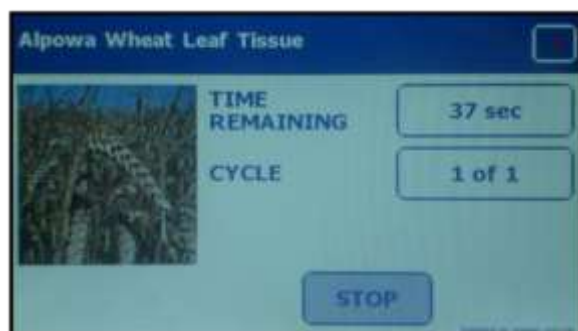 Alpowa Wheat Leaf Tissue
TIME
REMAINING
37 sec
CYCLE
1 of 1
STOP